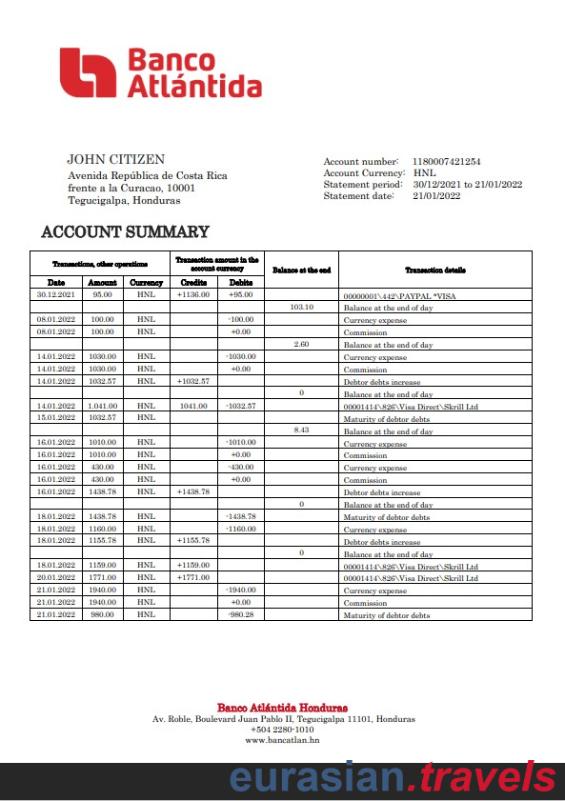 Banco
Atlántida
JOHN CITIZEN
Avenida República de Costa Rica
frente a la Curacao, 10001
Tegucigalpa, Honduras
Account number: 1180007421254
Account Currency: HNL
Statement period: 30/12/2021 to 21/01/2022
Statement date: 21/01/2022
ACCOUNT SUMMARY
Transactions, other operations Transaction amount in the account currency Balance at the end Transaction details
Date Amount Currency Credits Debits
30.12.2021 95.00 HNL +1136.00 +95.00 00000001\442\PAYPAL *VISA
103.10 Balance at the end of day
08.01.2022 100.00 HNL -100.00 Currency expense
08.01.2022 100.00 HNL +0.00 Commission
2.60 Balance at the end of day
14.01.2022 1030.00 HNL -1030.00 Currency expense
14.01.2022 1030.00 HNL +0.00 Commission
14.01.2022 1032.57 HNL +1032.57 Debtor debts increase
0 Balance at the end of day
14.01.2022 1.041.00 HNL 1041.00 -1032.57 00001414\826\Visa Direct\Skrill Ltd
15.01.2022 1032.57 HNL Maturity of debtor debts
8.43 Balance at the end of day
16.01.2022 1010.00 HNL -1010.00 Currency expense
16.01.2022 1010.00 HNL +0.00 Commission
16.01.2022 430.00 HNL -430.00 Currency expense
16.01.2022 430.00 HNL +0.00 Commission
16.01.2022 1438.78 HNL +1438.78 Debtor debts increase
0 Balance at the end of day
18.01.2022 1438.78 HNL -1438.78 Maturity of debtor debts
18.01.2022 1160.00 HNL -1160.00 Currency expense
18.01.2022 1155.78 HNL +1155.78 Debtor debts increase
0 Balance at the end of day
18.01.2022 1159.00 HNL +1159.00 00001414\826\Visa Direct\Skrill Ltd
20.01.2022 1771.00 HNL +1771.00 00001414\826\Visa Direct\Skrill Ltd
21.01.2022 1940.00 HNL -1940.00 Currency expense
21.01.2022 1940.00 HNL +0.00 Commission
21.01.2022 980.00 HNL -980.28 Maturity of debtor debts
Banco Atlántida Honduras
Av. Roble, Boulevard Juan Pablo II, Tegucigalpa 11101, Honduras
+504 2280-1010
www.bancatlan.hn
eurasian.travels